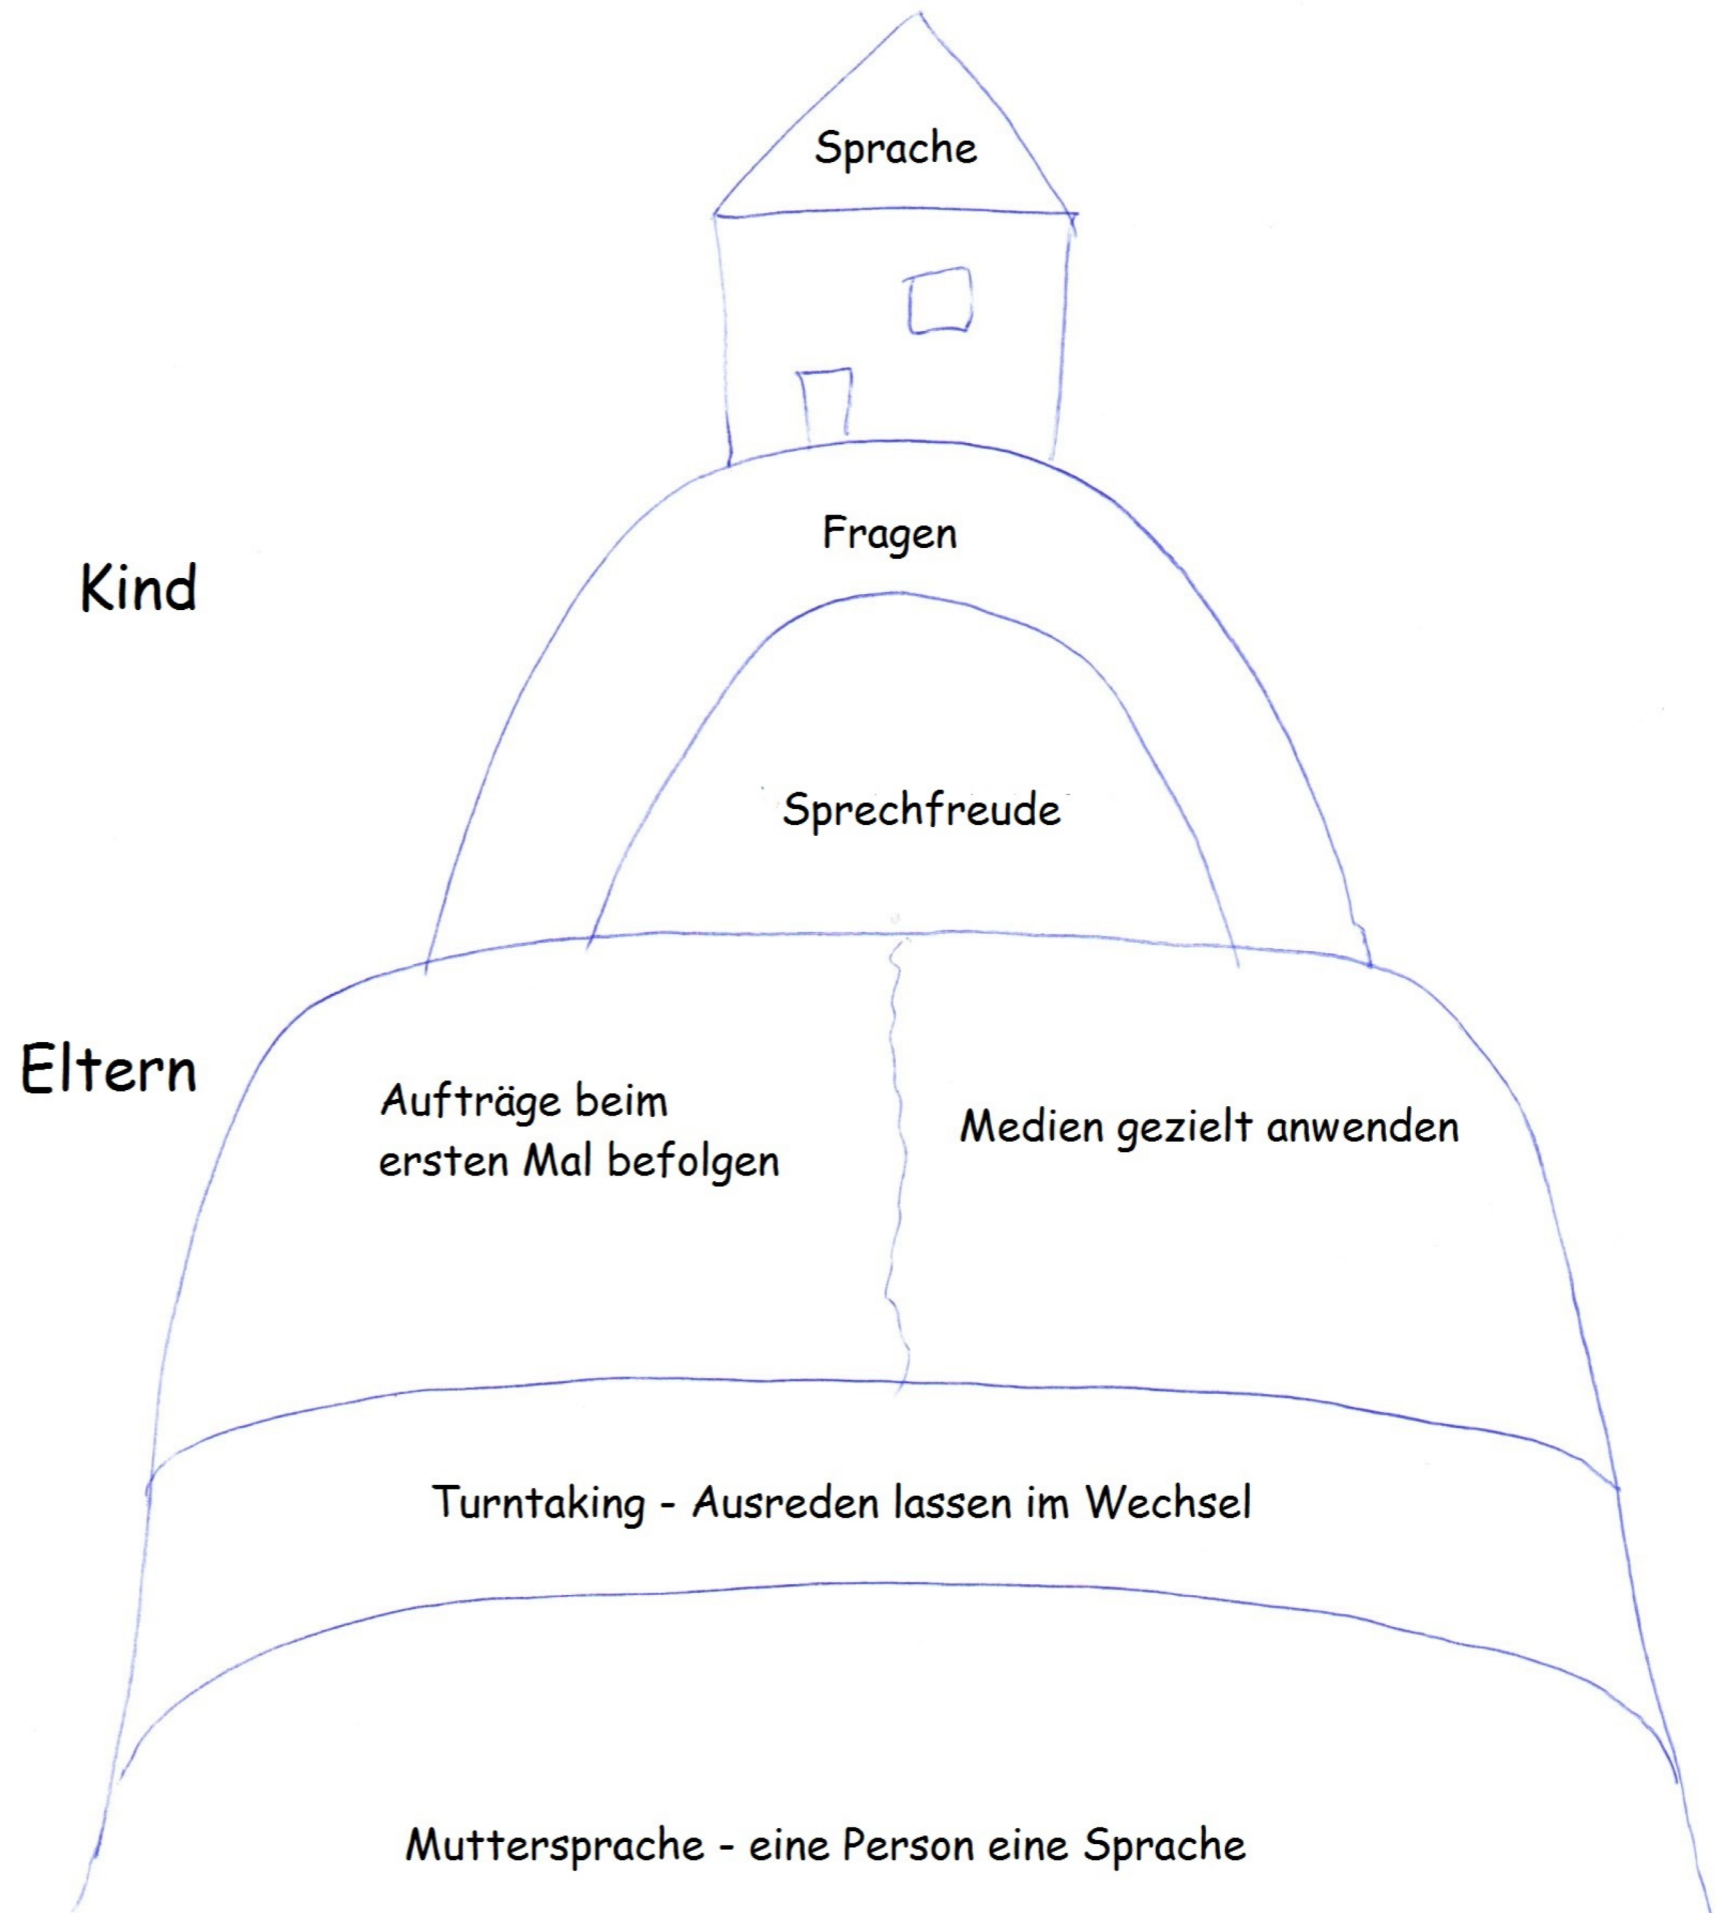 Sprache
Fragen
Kind
Sprechfreude
Eltern
Aufträge beim
ersten Mal befolgen
Medien gezielt anwenden
Turntaking - Ausreden lassen im Wechsel
Muttersprache - eine Person eine Sprache